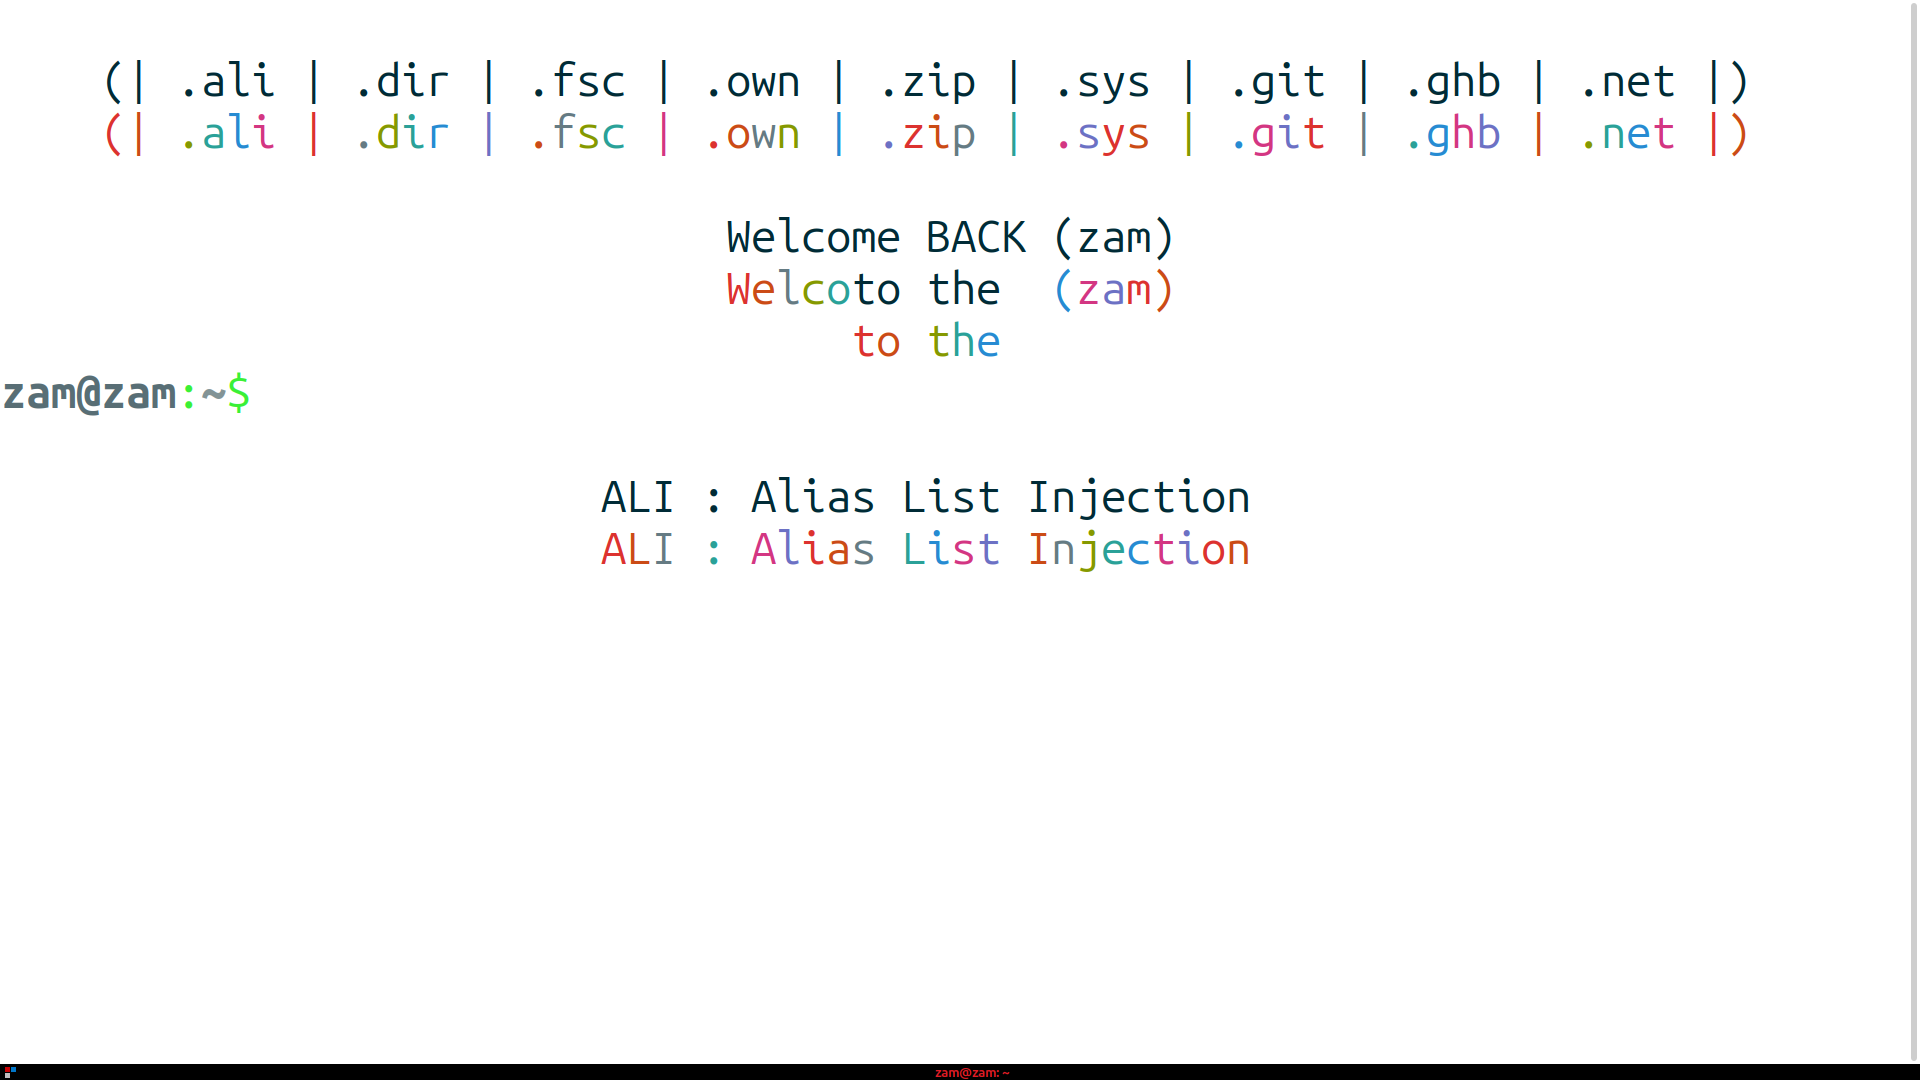 (| .ali | .dir | .fsc | .own | .zip | .sys | .git | .ghb | .net |)
(| .ali | .dir | .fsc | .own | .zip | .sys | .git | .ghb | .net |)
Welcome BACK (zam)
Welcoto the (zam)
to the
zam@zam:~$
ALI : Alias List Injection
ALI : Alias List Injection
zam@zam: ~